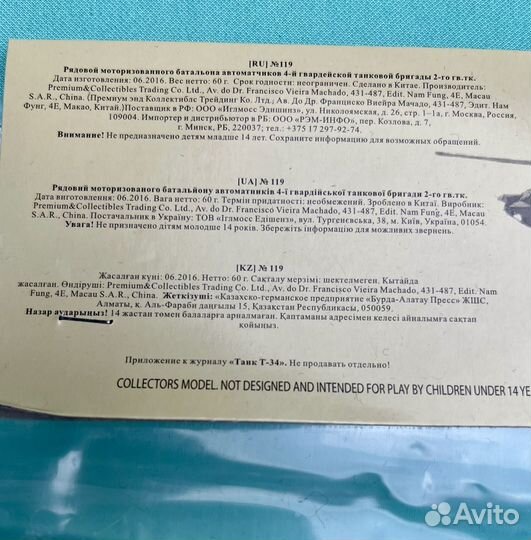 [RU] №119
Рядовой моторизованного батальона автоматчиков 4-й гвардейской танковой бригады 2-го гв.тк.
Дата изготовления: 06.2016. Вес нетто: 60 г. Срок годности: неограничен. Сделано в Китае. Производитель:
Premium&Collectibles Trading Co. Ltd., Av. do Dr. Francisco Vieira Machado, 431-487, Edit. Nam Fung, 4E, Macau
S.A.R., China. (Премиум энд Коллектиблс Трейдинг Ко. Лтд., Ав. До Др. Франциско Виейра Мачадо, 431-487, Эдит. Нам
Фунг, 4Е, Макао, Китай.)Поставщик в РФ: ООО «Иглмосс Эдишинз», ул. Николоямская, д. 26, стр. 1–1а, г. Москва, Россия,
109004. Импортер и дистрибьютор в РБ: ООО «РЭМ-ИНФО», пер. Козлова, д. 7,
г. Минск, РБ, 220037; тел.: +375 17 297-92-74.
Внимание! Не предназначено детям младше 14 лет. Сохраните информацию для возможных обращений.
[UA] № 119
Рядовий моторизованого батальйону автоматників 4-ї гвардійської танкової бригади 2-го гв.тк.
Дата виготовлення: 06.2016. Вага нетто: 60 г. Термін придатності: необмежений. Зроблено в Китаї. Виробник:
Premium&Collectibles Trading Co. Ltd., Av. do Dr. Francisco Vieira Machado, 431-487, Edit. Nam Fung, 4E, Macau
S.A.R., China. Постачальник в Україну: ТОВ «Іглмосс Едішенз», вул. Тургенєвська, 38, м. Київ, Україна, 01054.
Увага! Не призначено дітям молодше 14 років. Збережіть інформацію для можливих звернень.
[KZ] № 119
Жасалған күні: 06.2016. Нетто: 60 г. Сақталу мерзімі: шектелмеген. Қытайда
жасалған. Өндіруші: Premium&Collectibles Trading Co. Ltd., Av. do Dr. Francisco Vieira Machado, 431-487, Edit. Nam
Fung, 4E, Macau S.A.R., China. Жеткізуші: «Казахско-германское предприятие «Бурда-Алатау Пресс» ЖШС,
Алматы, қ. Аль-Фараби даңғылы 15, Қазақстан Республикасы, 050059.
Назар аударыңыз! 14 жастан төмен балаларға арналмаған. Қаптаманы адресімен келесі айналымға сақтап
қойыңыз.
Приложение к журналу «Танк Т-34». Не продавать отдельно!
COLLECTORS MODEL. NOT DESIGNED AND INTENDED FOR PLAY BY CHILDREN UNDER 14 YE
Avito